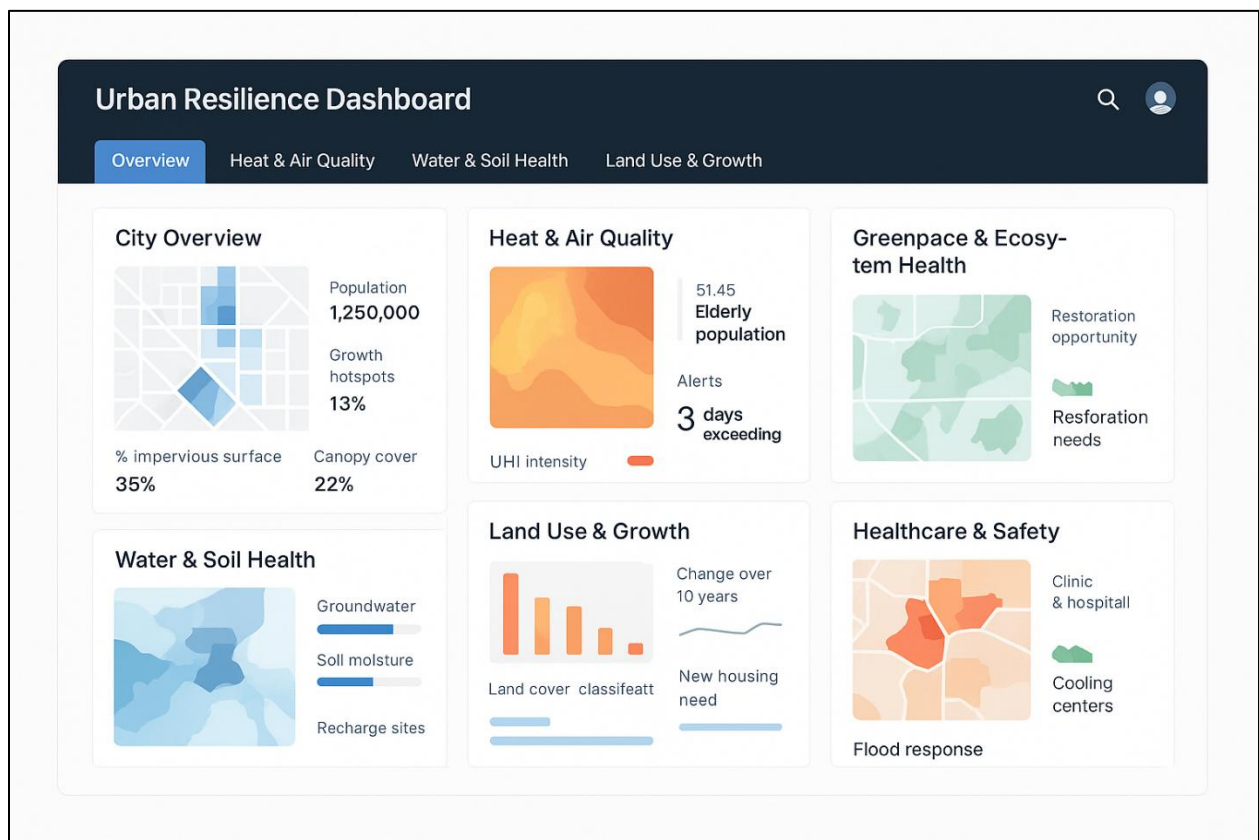 Urban Resilience Dashboard
Overview
Heat & Air Quality
Water & Soil Health
Land Use & Growth
City Overview
Population
1,250,000
Growth
hotspots
13%
% impervious surface
35%
Canopy cover
22%
Heat & Air Quality
51.45
Elderly
population
Alerts
3 days
exceeding
UHI intensity
Greenpace & Ecosy-
tem Health
Restoration
opportunity
Resforation
needs
Water & Soil Health
Groundwater
Soll molsture
Recharge sites
Land Use & Growth
Change over
10 years
Land cover classifeatt
New housing
need
Healthcare & Safety
Clinic
& hospitall
Cooling
centers
Flood response